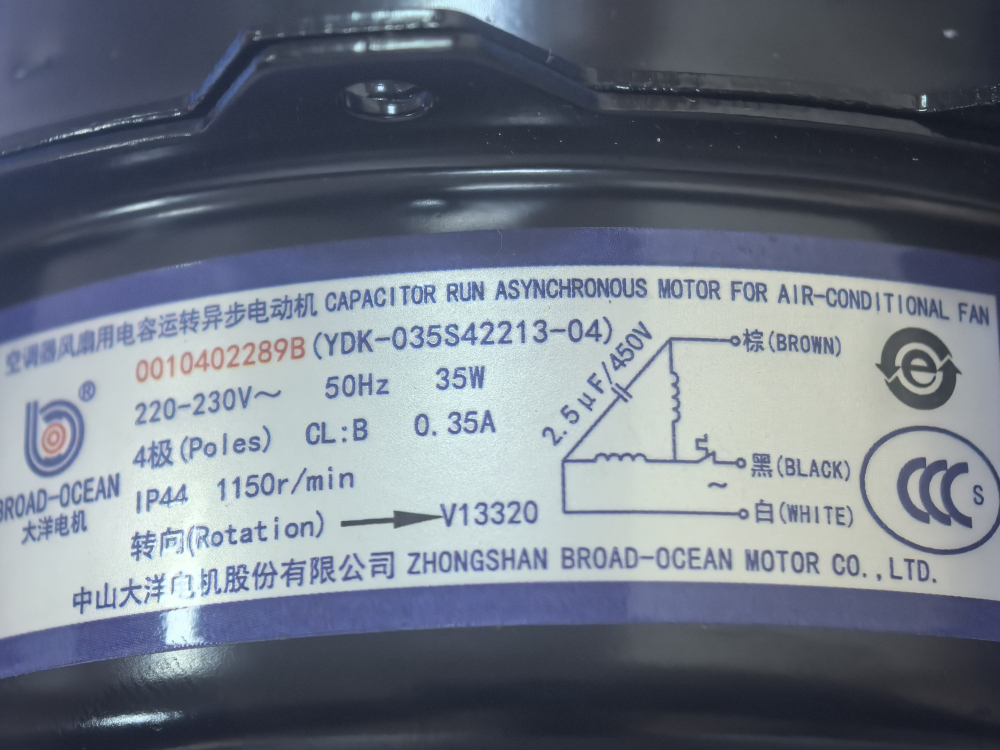 空调器风扇用电容运转异步电动机 CAPACITOR RUN ASYNCHRONOUS MOTOR FOR AIR-CONDITIONAL FAN
0010402289B(YDK-035S42213-04)
220-230V～ 50Hz 35W
4极(Poles) CL:B 0.35A
IP44 1150r/min
转向(Rotation) V13320
®
BROAD-OCEAN
大洋电机
2.5μF/450V
棕(BROWN)
黑(BLACK)
～
白(WHITE)
e
CCC S
中山大洋电机股份有限公司 ZHONGSHAN BROAD-OCEAN MOTOR CO.,LTD.